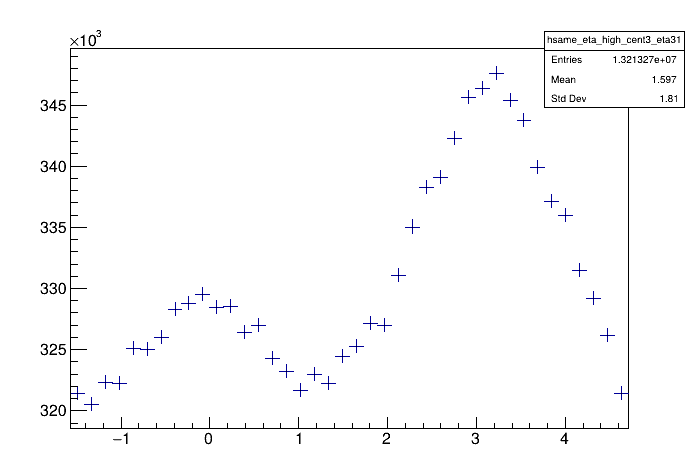 ×10³
hsame_eta_high_cent3_eta31
Entries 1.321327e+07
Mean 1.597
Std Dev 1.81
345
340
335
330
325
320
−1 0 1 2 3 4